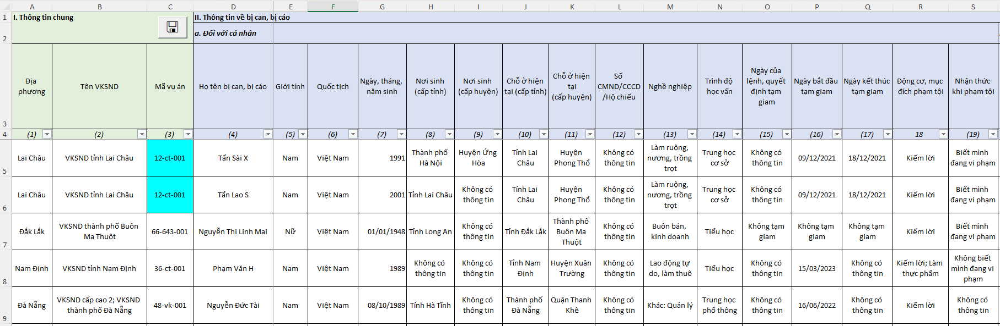 A B C D E F G H I J K L M N O P Q R S
1 I. Thông tin chung II. Thông tin về bị can, bị cáo
2 a. Đối với cá nhân
3 Địa phương Tên VKSND Mã vụ án Họ tên bị can, bị cáo Giới tính Quốc tịch Ngày, tháng, năm sinh Nơi sinh (cấp tỉnh) Nơi sinh (cấp huyện) Chỗ ở hiện tại (cấp tỉnh) Chỗ ở hiện tại (cấp huyện) Số CMND/CCCD/Hộ chiếu Nghề nghiệp Trình độ học vấn Ngày của lệnh, quyết định tạm giam Ngày bắt đầu tạm giam Ngày kết thúc tạm giam Động cơ, mục đích phạm tội Nhận thức khi phạm tội
4 (1) (2) (3) (4) (5) (6) (7) (8) (9) (10) (11) (12) (13) (14) (15) (16) (17) 18 (19)
5 Lai Châu VKSND tỉnh Lai Châu 12-ct-001 Tẩn Sài X Nam Việt Nam 1991 Thành phố Hà Nội Huyện Ứng Hòa Tỉnh Lai Châu Huyện Phong Thổ Không có thông tin Làm ruộng, nương, trồng trọt Trung học cơ sở Không có thông tin 09/12/2021 18/12/2021 Kiếm lời Biết mình đang vi phạm
6 Lai Châu VKSND tỉnh Lai Châu 12-ct-001 Tẩn Lao S Nam Việt Nam 2001 Tỉnh Lai Châu Không có thông tin Tỉnh Lai Châu Huyện Phong Thổ Không có thông tin Làm ruộng, nương, trồng trọt Trung học cơ sở Không có thông tin 09/12/2021 18/12/2021 Kiếm lời Biết mình đang vi phạm
7 Đắk Lắk VKSND thành phố Buôn Ma Thuột 66-643-001 Nguyễn Thị Linh Mai Nữ Việt Nam 01/01/1948 Tỉnh Long An Không có thông tin Tỉnh Đắk Lắk Thành phố Buôn Ma Thuột Không có thông tin Buôn bán, kinh doanh Tiểu học Không tạm giam Không tạm giam Không tạm giam Kiếm lời Biết mình đang vi phạm
8 Nam Định VKSND tỉnh Nam Định 36-ct-001 Phạm Văn H Nam Việt Nam 1989 Không có thông tin Không có thông tin Tỉnh Nam Định Huyện Xuân Trường Không có thông tin Lao động tự do, làm thuê Tiểu học Không có thông tin 15/03/2023 Không có thông tin Kiếm lời; Làm thực phẩm Không biết mình đang vi phạm
9 Đà Nẵng VKSND cấp cao 2; VKSND thành phố Đà Nẵng 48-vk-001 Nguyễn Đức Tài Nam Việt Nam 08/10/1989 Tỉnh Hà Tĩnh Không có thông tin Thành phố Đà Nẵng Quận Thanh Khê Không có thông tin Khác: Quản lý Trung học phổ thông Không có thông tin 16/06/2022 Không có thông tin Kiếm lời Không có thông tin